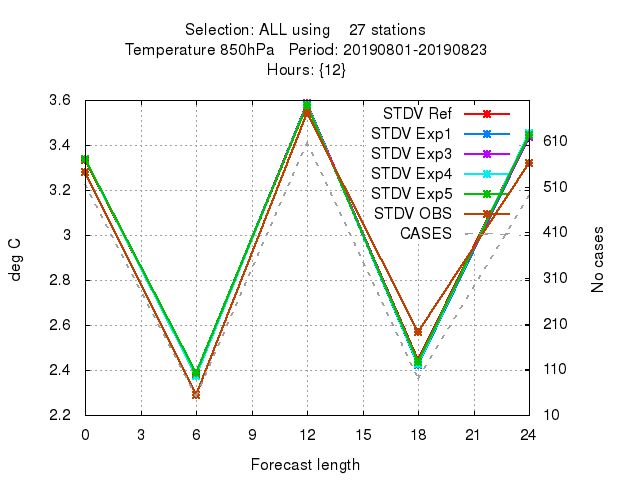 Selection: ALL using    27 stations
Temperature 850hPa   Period: 20190801-20190823
Hours: {12}
3.6
3.4
3.2
3
2.8
2.6
2.4
2.2
deg C
STDV Ref
STDV Exp1
STDV Exp3
STDV Exp4
STDV Exp5
STDV OBS
CASES
610
510
410
310
210
110
10
No cases
0 3 6 9 12 15 18 21 24
Forecast length